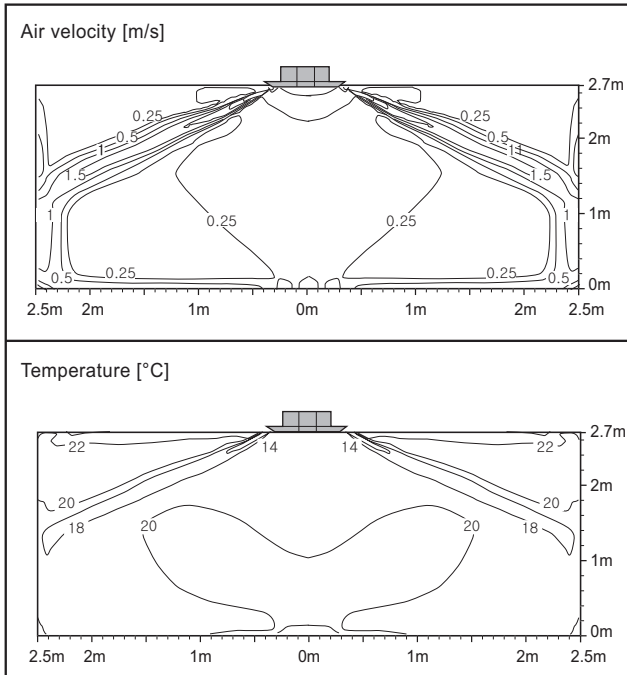 Air velocity [m/s]
2.7m
0.25 0.25
2m
0.5 0.5
1 11
1.5 1.5
1 0.25 0.25 1 1m
0.5 0.25 0.25 0.5 0m
2.5m 2m 1m 0m 1m 2m 2.5m
Temperature [°C]
2.7m
22 14 14 22
2m
20 20
18 20 20 18
1m
0m
2.5m 2m 1m 0m 1m 2m 2.5m